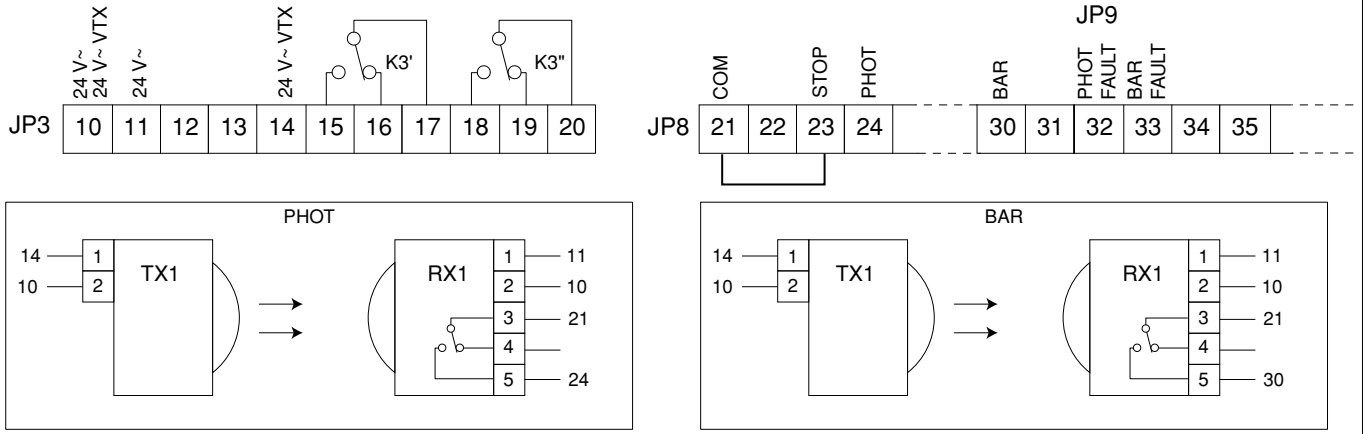 JP9
24 V~
24 V~ VTX
24 V~
24 V~ VTX
K3'
K3"
COM
STOP
PHOT
BAR
PHOT FAULT
BAR FAULT
JP3 10 11 12 13 14 15 16 17 18 19 20
JP8 21 22 23 24 30 31 32 33 34 35
PHOT
14 1 TX1 RX1 1 11
10 2 2 10
3 21
4
5 24
BAR
14 1 TX1 RX1 1 11
10 2 2 10
3 21
4
5 30